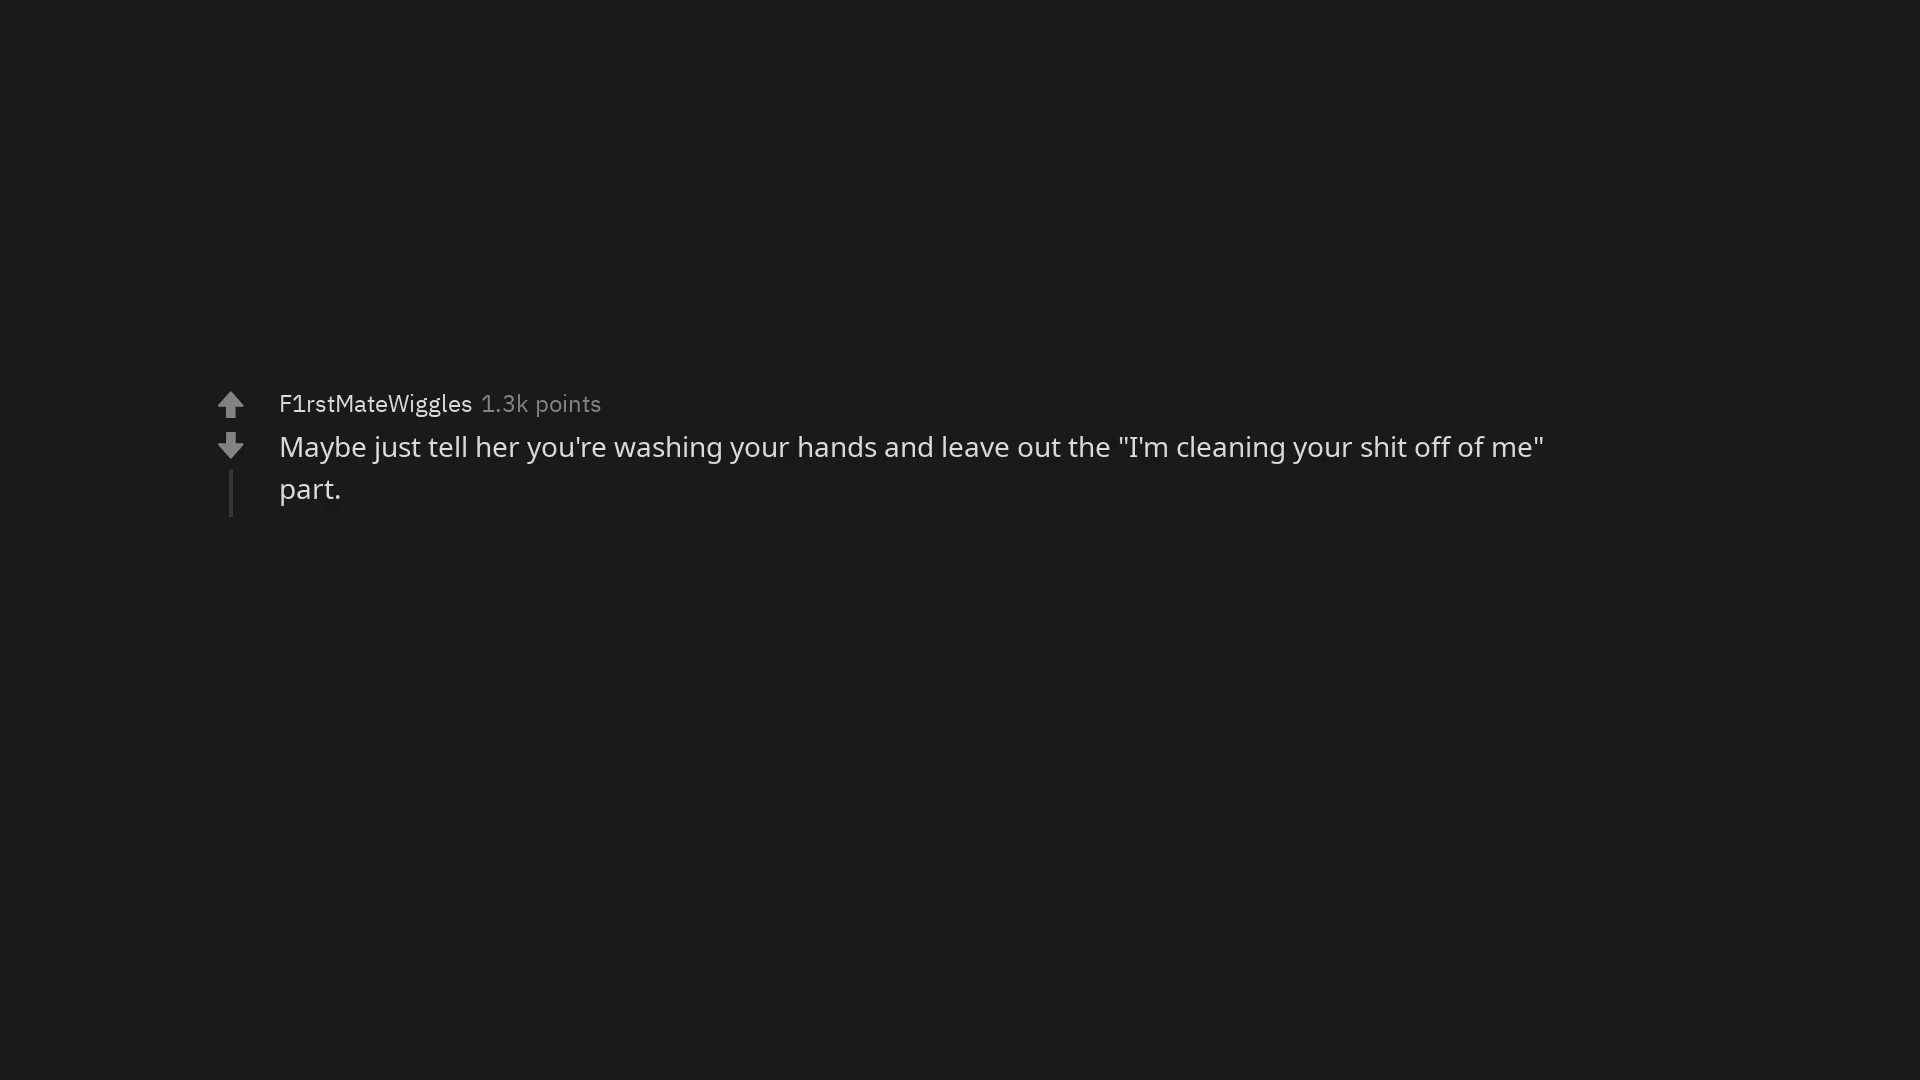 F1rstMateWiggles 1.3k points
Maybe just tell her you're washing your hands and leave out the "I'm cleaning your shit off of me"
part.